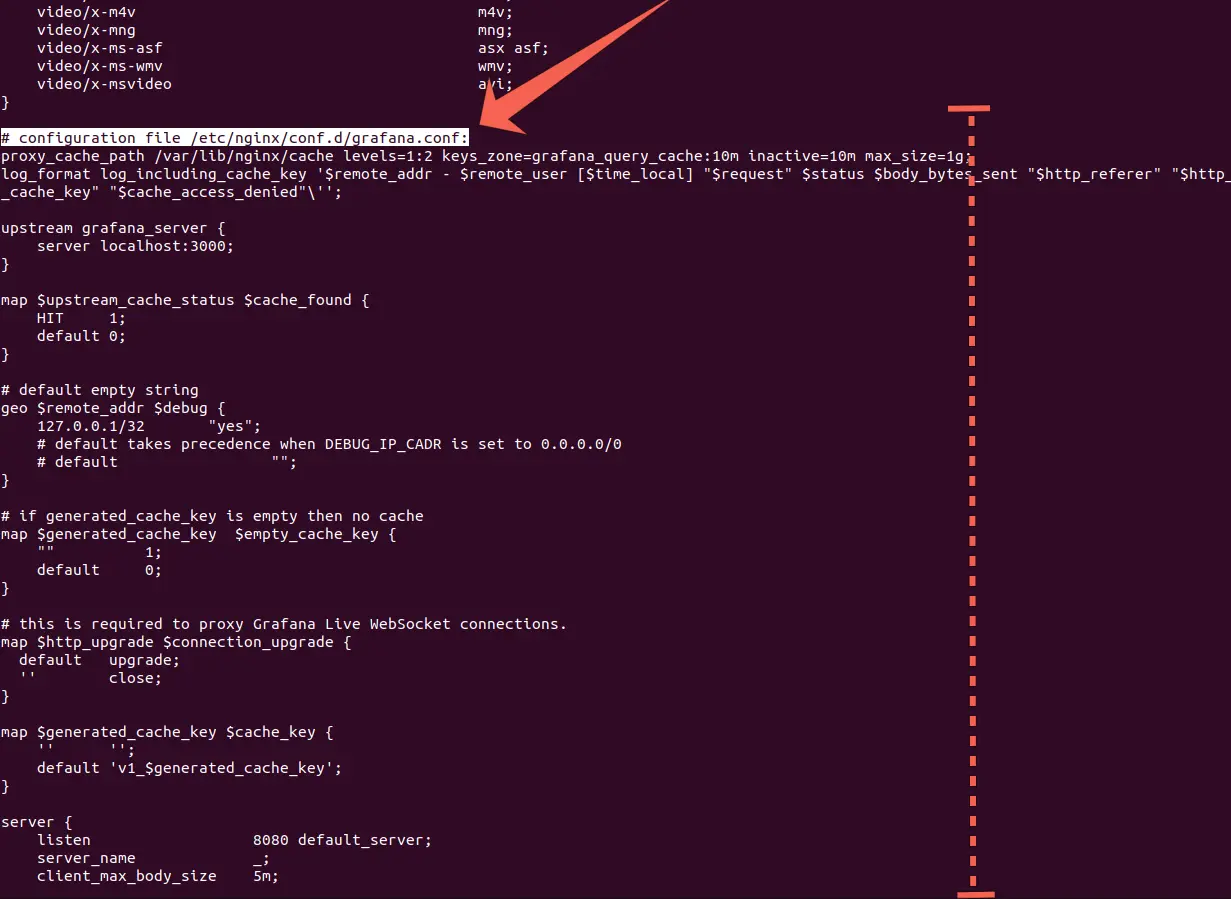 video/x-m4v                                      m4v;
video/x-mng                                      mng;
video/x-ms-asf                                   asx asf;
video/x-ms-wmv                                   wmv;
video/x-msvideo                                  avi;
}
# configuration file /etc/nginx/conf.d/grafana.conf:
proxy_cache_path /var/lib/nginx/cache levels=1:2 keys_zone=grafana_query_cache:10m inactive=10m max_size=1g;
log_format log_including_cache_key '$remote_addr - $remote_user [$time_local] "$request" $status $body_bytes_sent "$http_referer" "$http_
_cache_key" "$cache_access_denied"\'';
upstream grafana_server {
    server localhost:3000;
}
map $upstream_cache_status $cache_found {
    HIT     1;
    default 0;
}
# default empty string
geo $remote_addr $debug {
    127.0.0.1/32       "yes";
    # default takes precedence when DEBUG_IP_CADR is set to 0.0.0.0/0
    # default                 "";
}
# if generated_cache_key is empty then no cache
map $generated_cache_key  $empty_cache_key {
    ""          1;
    default     0;
}
# this is required to proxy Grafana Live WebSocket connections.
map $http_upgrade $connection_upgrade {
  default   upgrade;
  ''        close;
}
map $generated_cache_key $cache_key {
    ''      '';
    default 'v1_$generated_cache_key';
}
server {
    listen                  8080 default_server;
    server_name             _;
    client_max_body_size    5m;